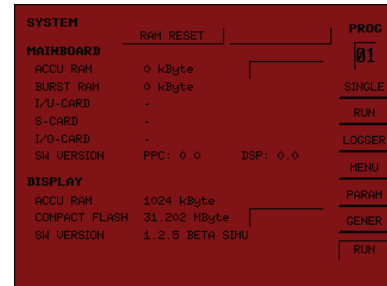 SYSTEM
RAM RESET
MAINBOARD
ACCU RAM 0 kByte
BURST RAM 0 kByte
I/U-CARD -
S-CARD -
I/O-CARD -
SW VERSION PPC: 0.0 DSP: 0.0
DISPLAY
ACCU RAM 1024 kByte
COMPACT FLASH 31.202 MByte
SW VERSION 1.2.5 BETA SIMU
PROG
01
SINGLE
RUN
LOGGER
MENU
PARAM
GENER
RUN